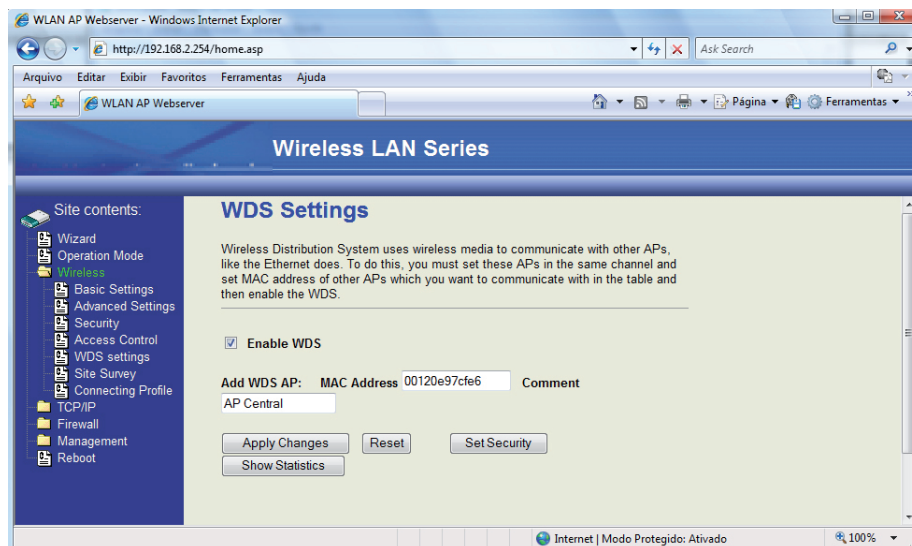 WLAN AP Webserver - Windows Internet Explorer
http://192.168.2.254/home.asp
Ask Search
Arquivo Editar Exibir Favoritos Ferramentas Ajuda
WLAN AP Webserver
Página Ferramentas
Wireless LAN Series
Site contents:
Wizard
Operation Mode
Wireless
Basic Settings
Advanced Settings
Security
Access Control
WDS settings
Site Survey
Connecting Profile
TCP/IP
Firewall
Management
Reboot
WDS Settings
Wireless Distribution System uses wireless media to communicate with other APs,
like the Ethernet does. To do this, you must set these APs in the same channel and
set MAC address of other APs which you want to communicate with in the table and
then enable the WDS.
Enable WDS
Add WDS AP: MAC Address 00120e97cfe6 Comment
AP Central
Apply Changes Reset Set Security
Show Statistics
Internet | Modo Protegido: Ativado 100%